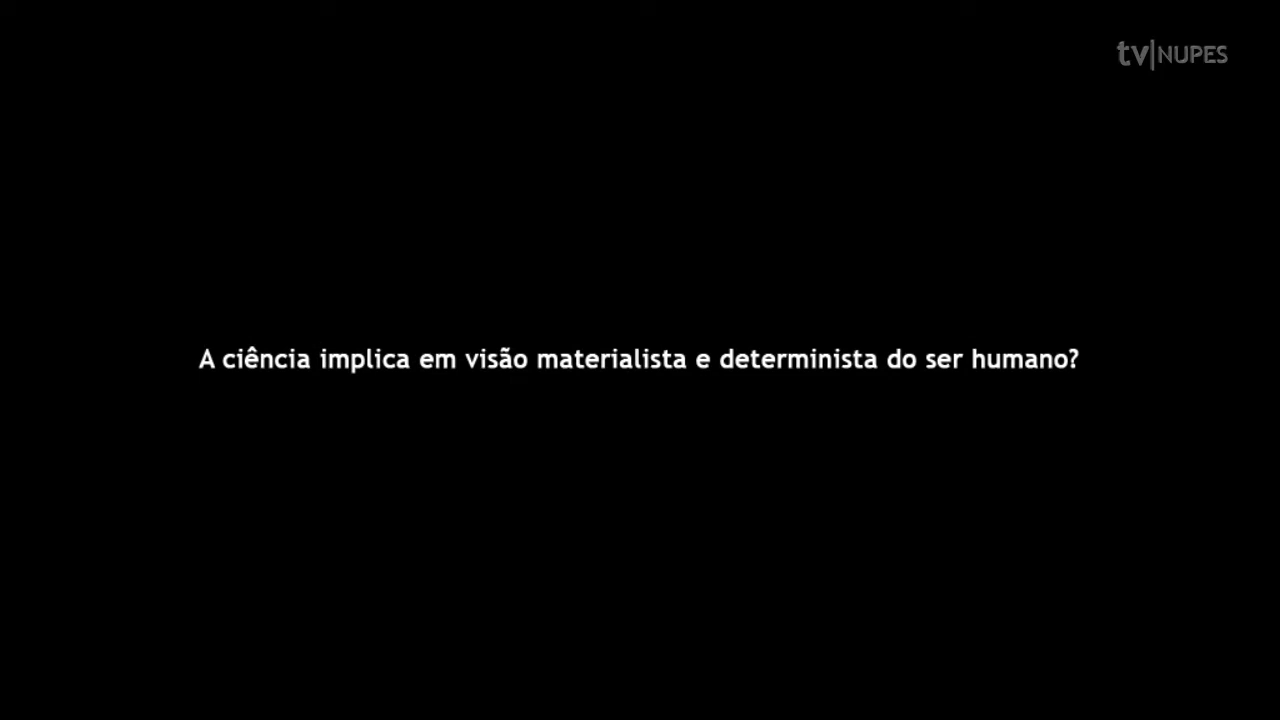 tv|NUPES
A ciência implica em visão materialista e determinista do ser humano?